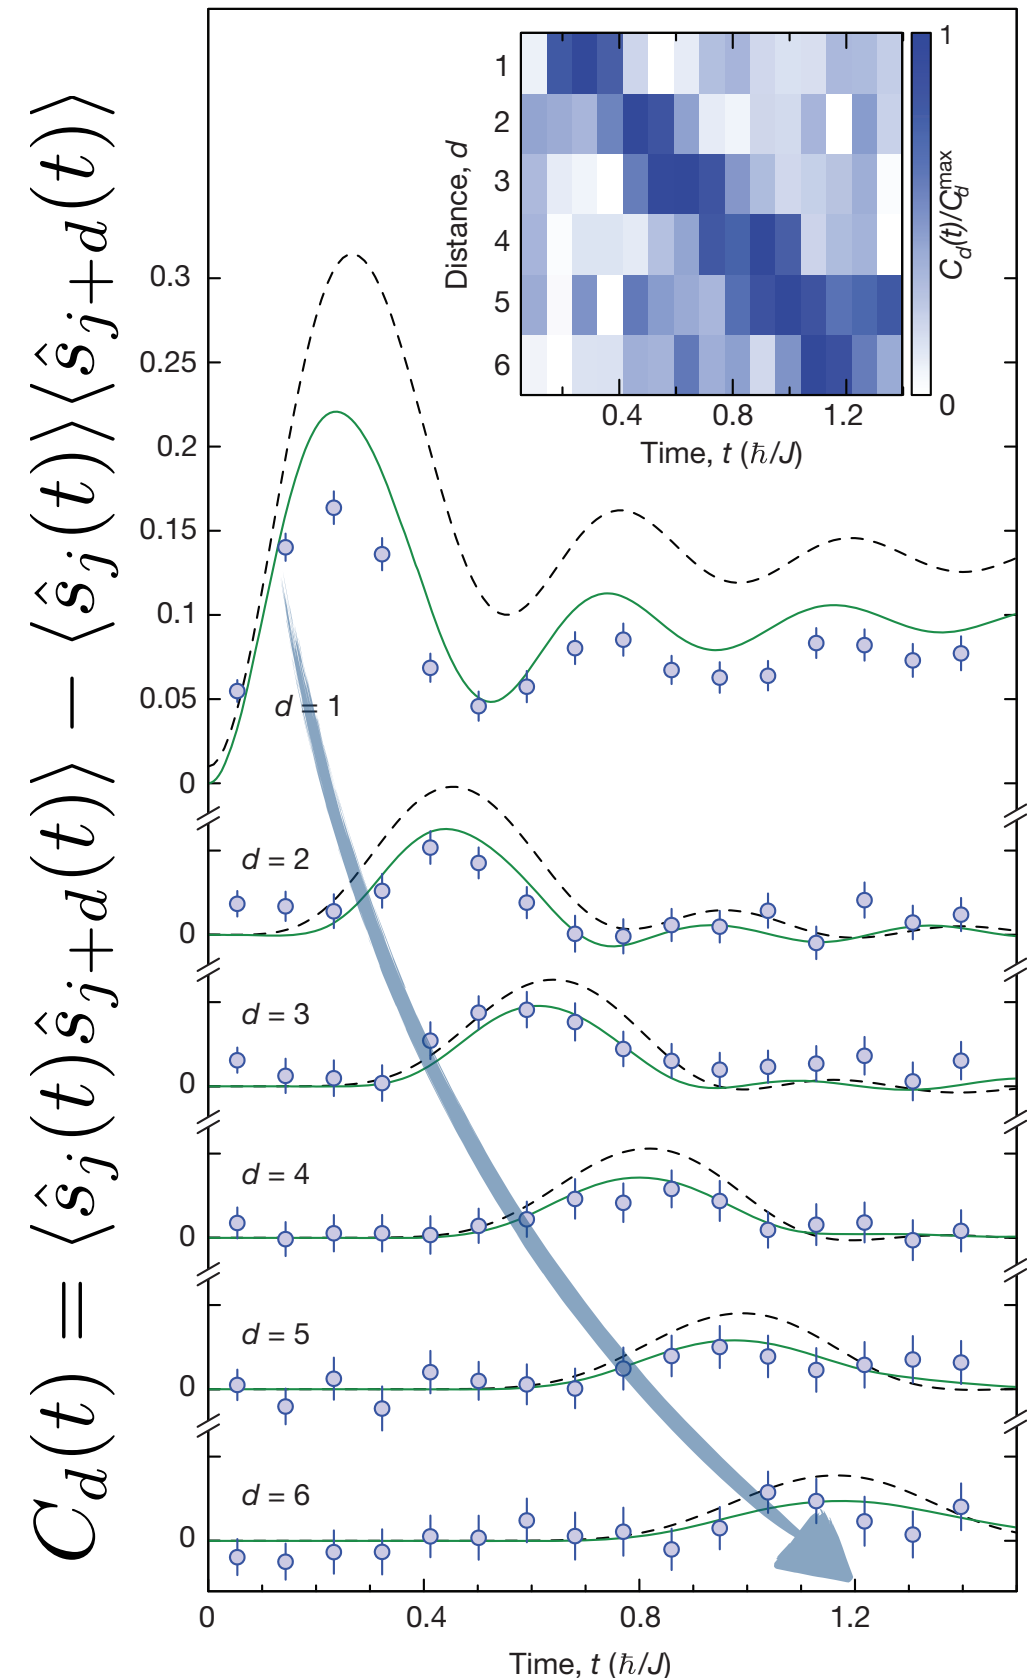 C_d(t) = ⟨ŝ_j(t)ŝ_{j+d}(t)⟩ − ⟨ŝ_j(t)⟩⟨ŝ_{j+d}(t)⟩
1
2
3
4
5
6
Distance, d
0.4 0.8 1.2
Time, t (ħ/J)
1
0
C_d(t)/C_d^max
0.3
0.25
0.2
0.15
0.1
0.05
0
d = 1
d = 2
0
d = 3
0
d = 4
0
d = 5
0
d = 6
0
0 0.4 0.8 1.2
Time, t (ħ/J)